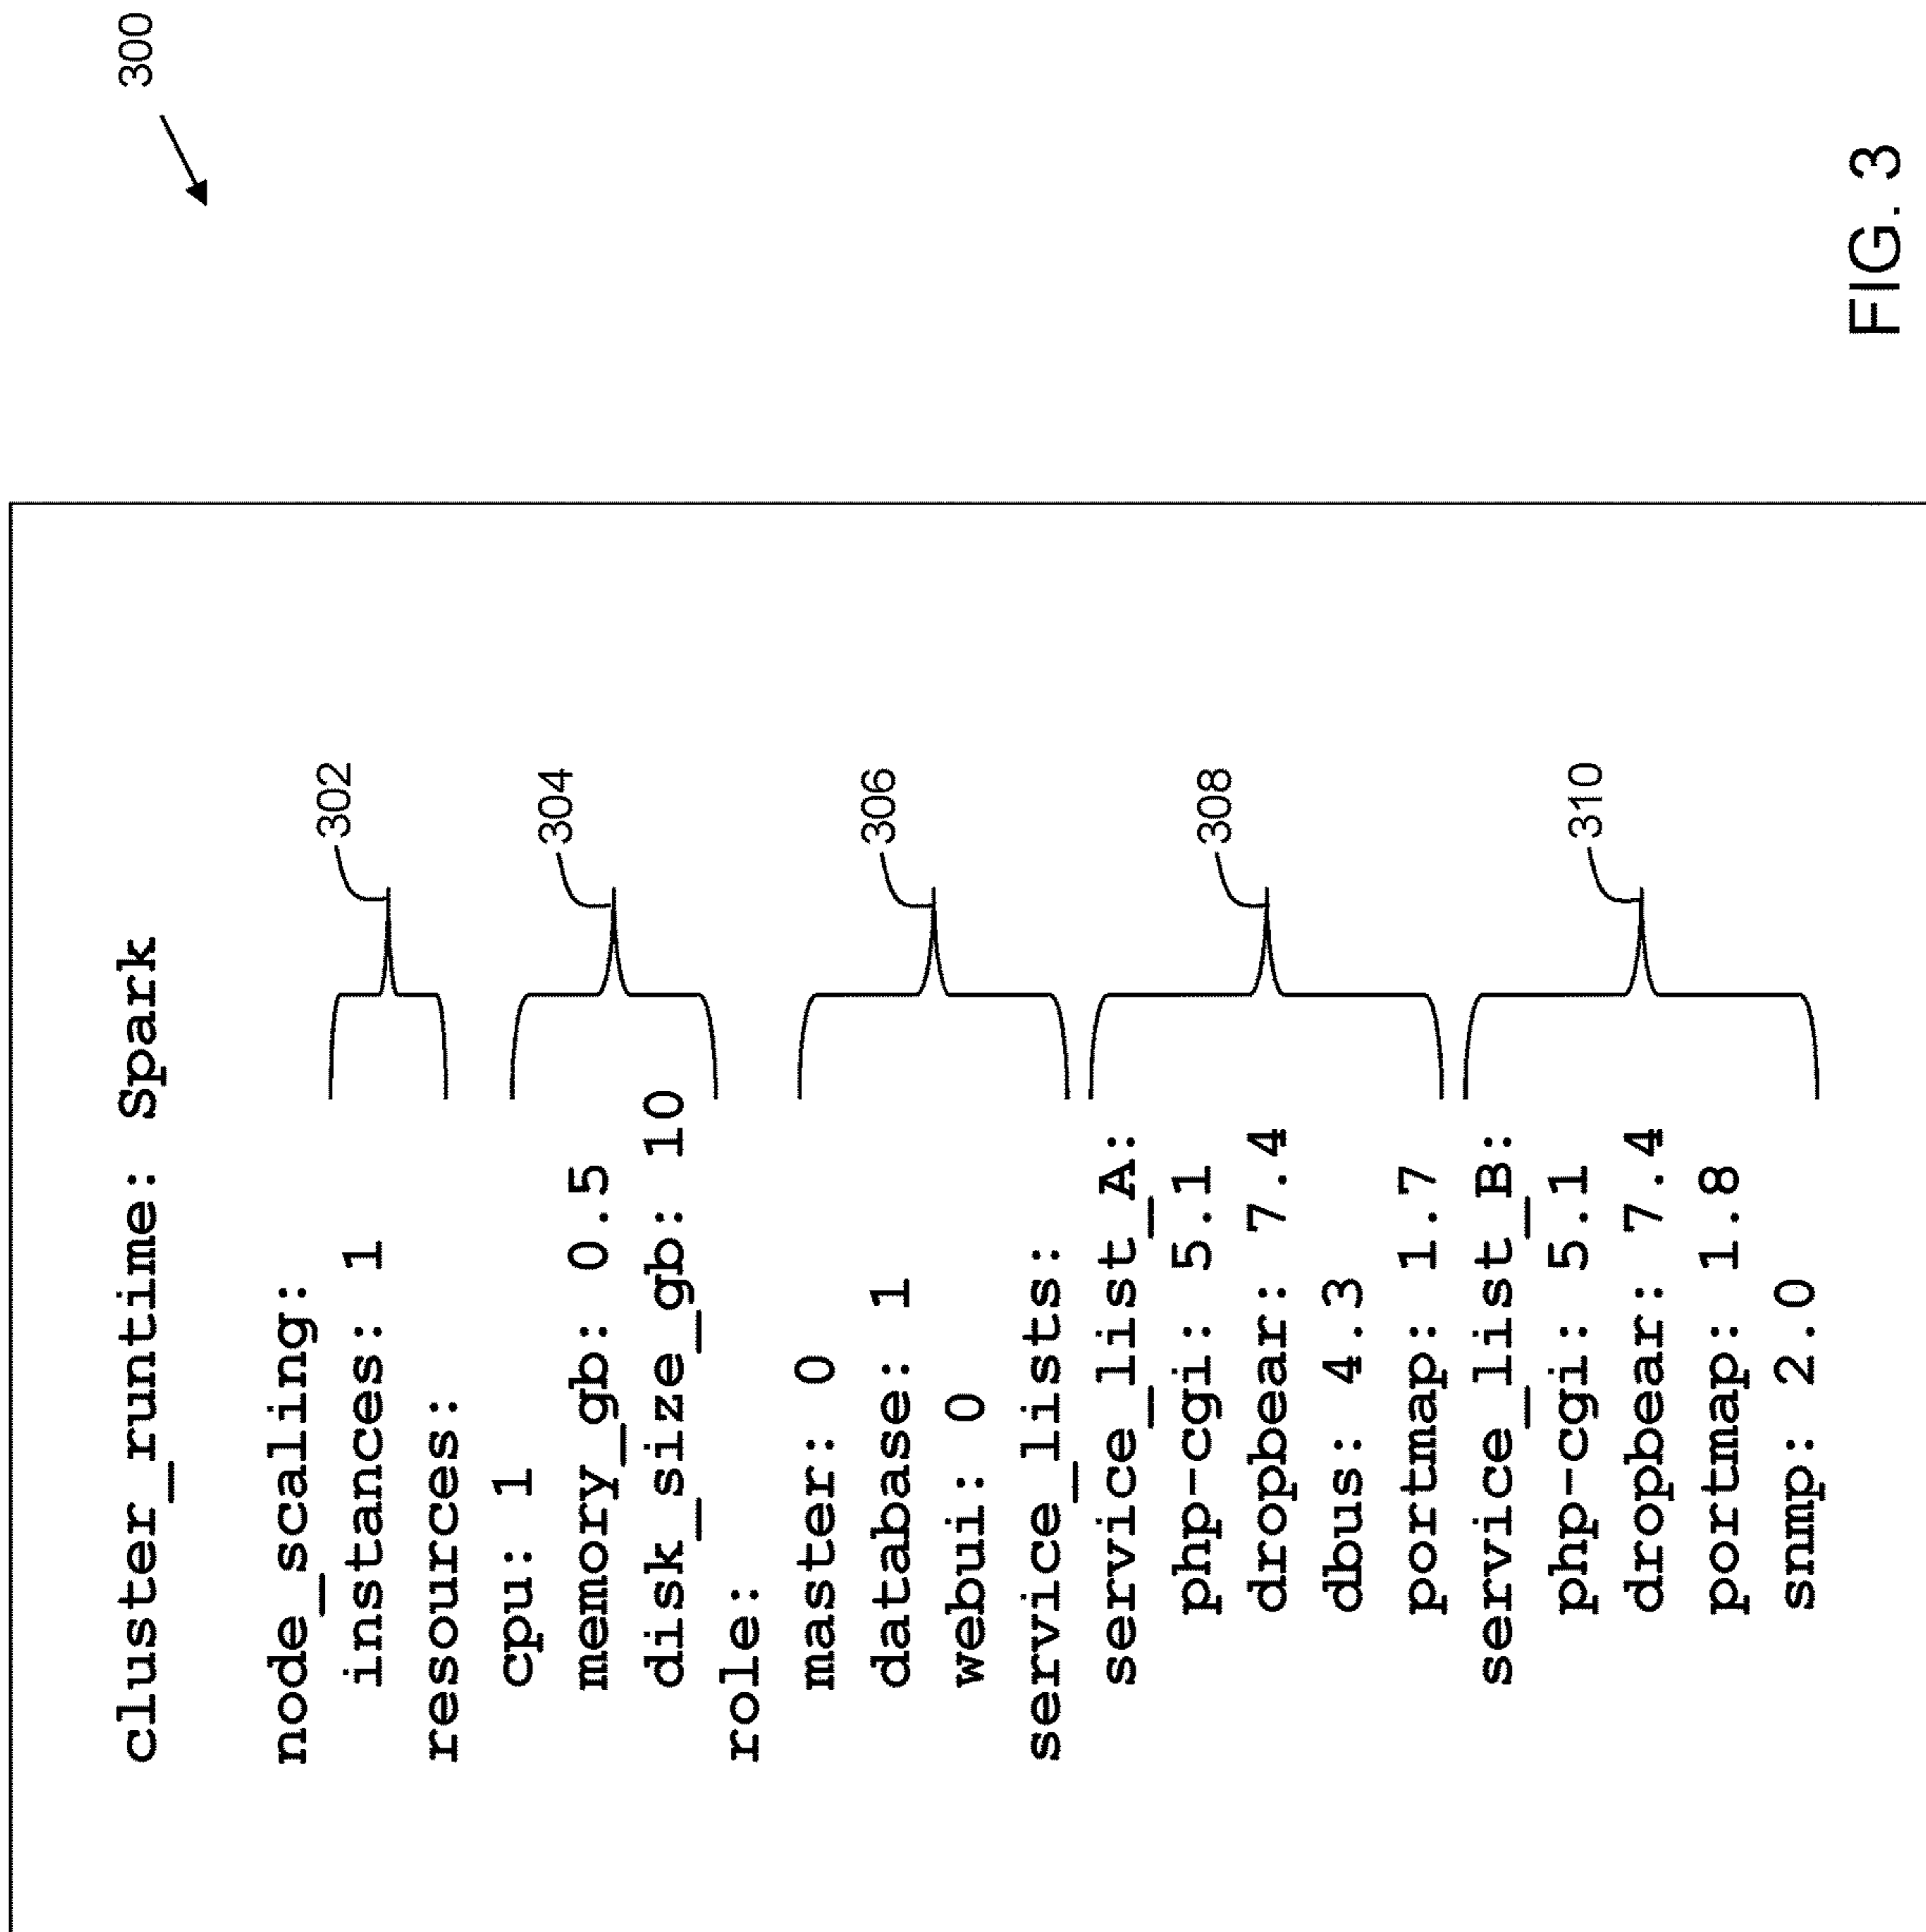 300
cluster_runtime: Spark
node_scaling:
instances: 1
302
resources:
cpu: 1
memory_gb: 0.5
304
disk_size_gb: 10
role:
master: 0
database: 1
306
webui: 0
service_lists:
service_list_A:
php-cgi: 5.1
dropbear: 7.4
308
dbus: 4.3
portmap: 1.7
service_list_B:
php-cgi: 5.1
dropbear: 7.4
310
portmap: 1.8
snmp: 2.0
FIG. 3